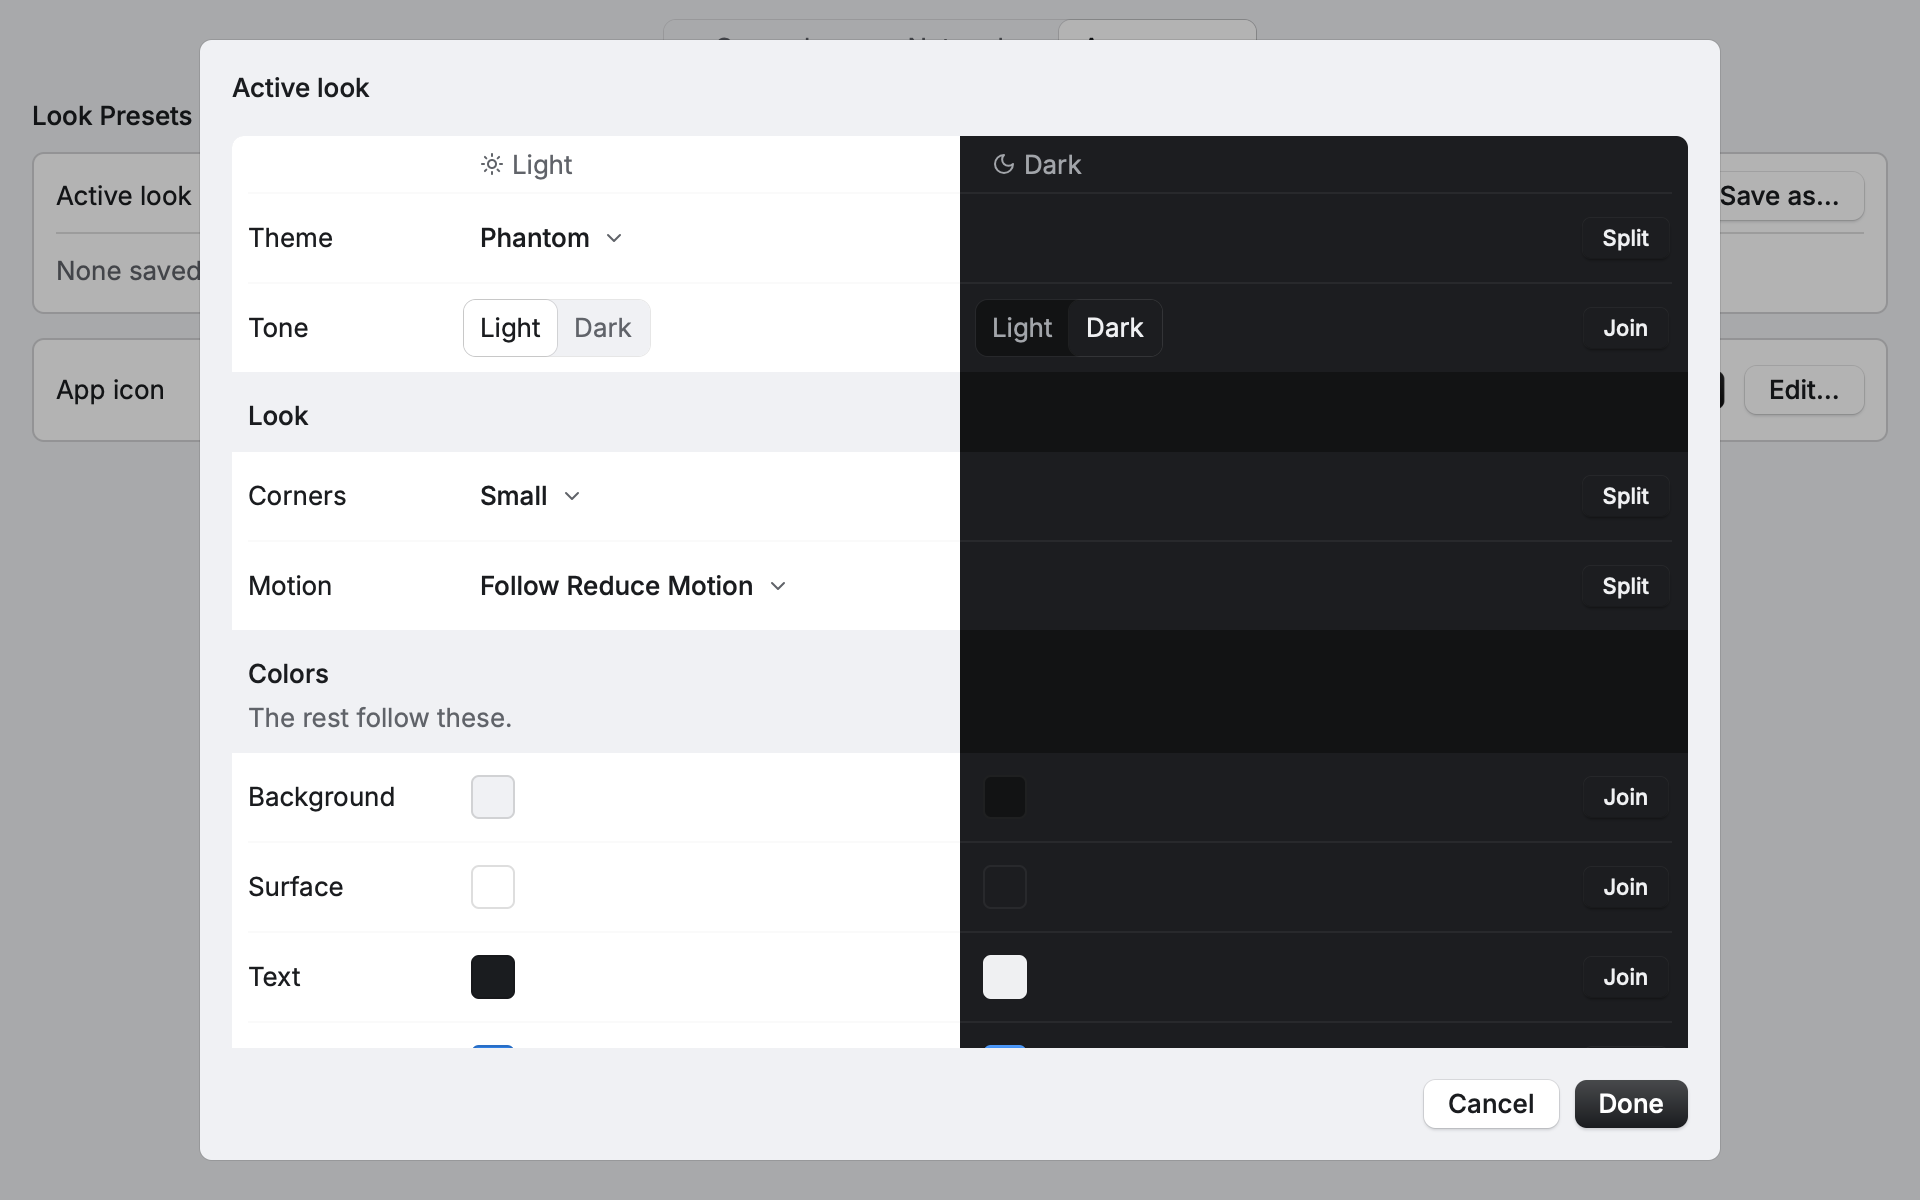 Active look
Look Presets
Light
Dark
Active look
Save as...
Theme
Phantom
Split
None saved
Tone
Light
Dark
Light
Dark
Join
App icon
Edit...
Look
Corners
Small
Split
Motion
Follow Reduce Motion
Split
Colors
The rest follow these.
Background
Join
Surface
Join
Text
Join
Cancel
Done